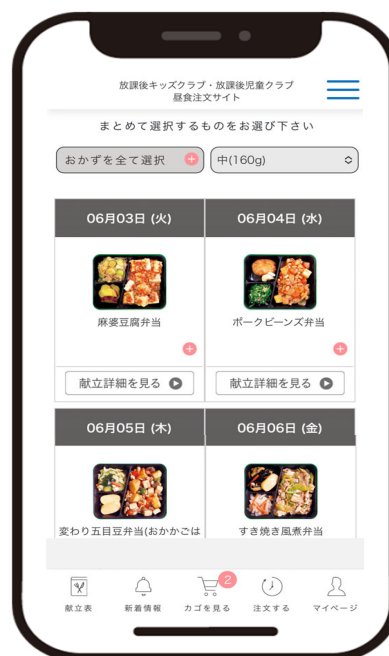 放課後キッズクラブ・放課後児童クラブ
昼食注文サイト
まとめて選択するものをお選び下さい
おかずを全て選択
中(160g)
06月03日 (火)
06月04日 (水)
麻婆豆腐弁当
ポークビーンズ弁当
献立詳細を見る
献立詳細を見る
06月05日 (木)
06月06日 (金)
変わり五目豆弁当(おかかごは
すき焼き風煮弁当
2
献立表
新着情報
カゴを見る
注文する
マイページ